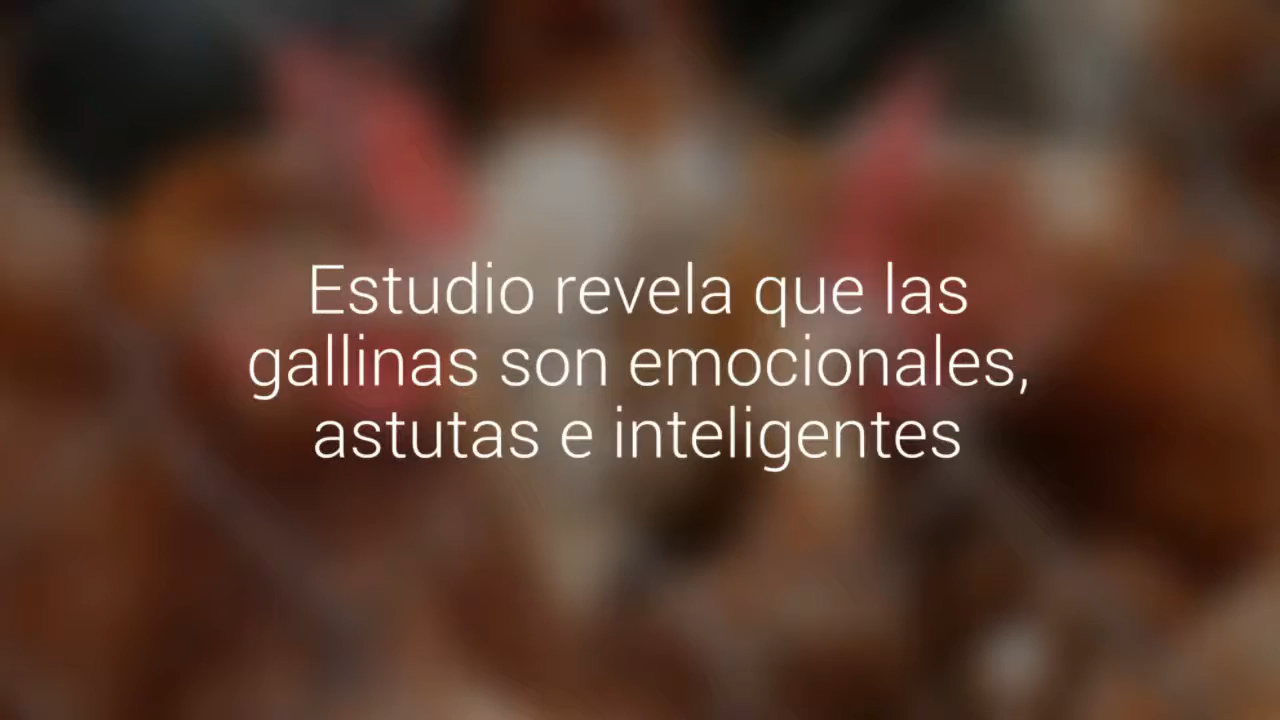 Estudio revela que las
gallinas son emocionales,
astutas e inteligentes